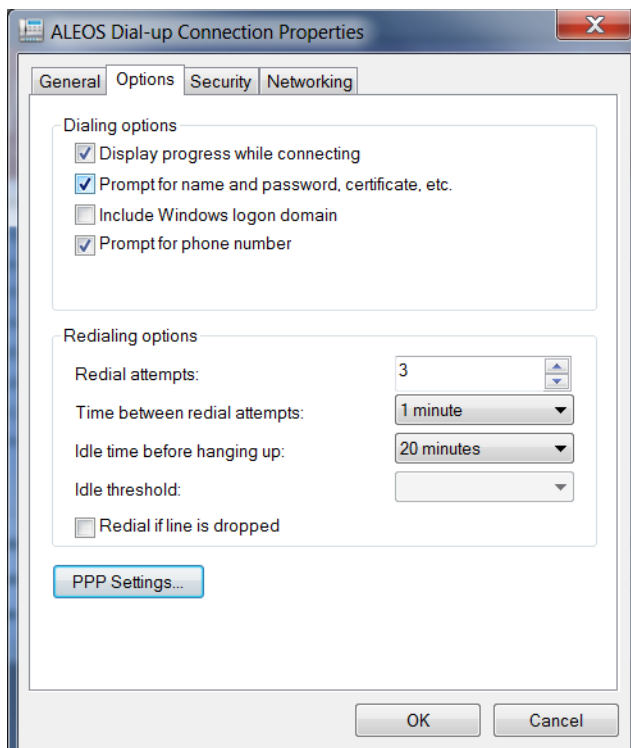 ALEOS Dial-up Connection Properties
General Options Security Networking
Dialing options
Display progress while connecting
Prompt for name and password, certificate, etc.
Include Windows logon domain
Prompt for phone number
Redialing options
Redial attempts: 3
Time between redial attempts: 1 minute
Idle time before hanging up: 20 minutes
Idle threshold:
Redial if line is dropped
PPP Settings...
OK Cancel